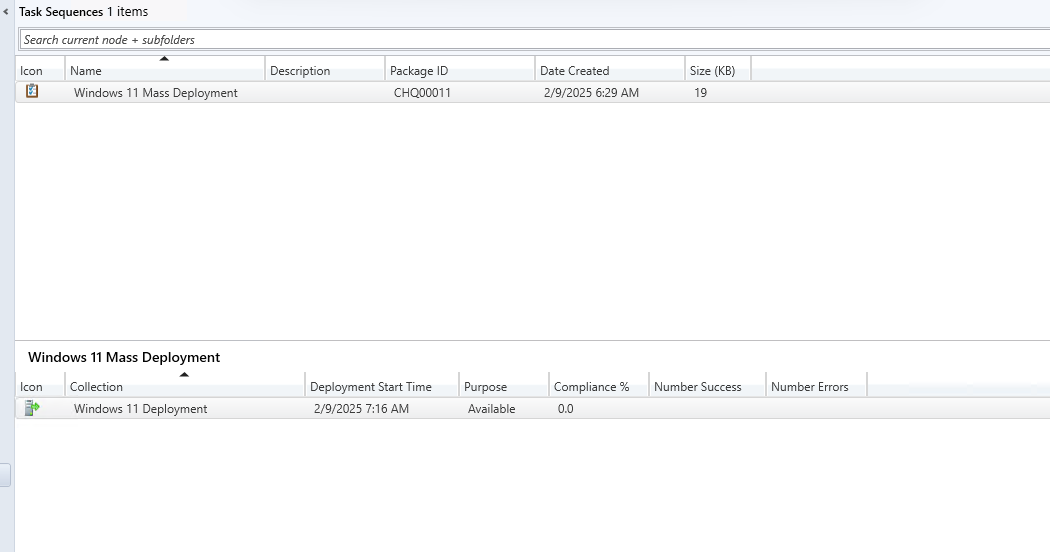 Task Sequences 1 items
Search current node + subfolders
Icon Name Description Package ID Date Created Size (KB)
Windows 11 Mass Deployment CHQ00011 2/9/2025 6:29 AM 19
Windows 11 Mass Deployment
Icon Collection Deployment Start Time Purpose Compliance % Number Success Number Errors
Windows 11 Deployment 2/9/2025 7:16 AM Available 0.0